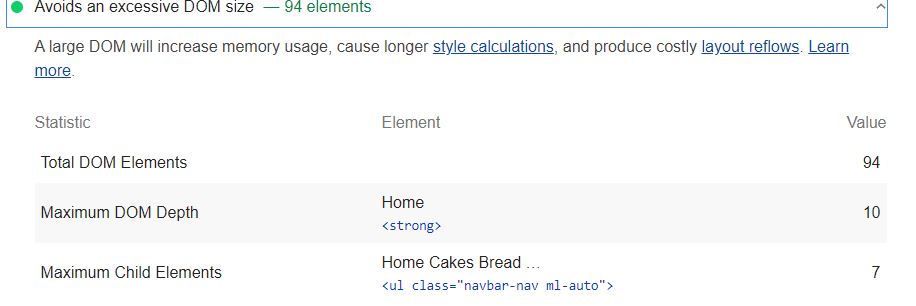 Avoids an excessive DOM size — 94 elements
A large DOM will increase memory usage, cause longer style calculations, and produce costly layout reflows. Learn
more.
Statistic Element Value
Total DOM Elements 94
Maximum DOM Depth Home <strong> 10
Maximum Child Elements Home Cakes Bread … <ul class="navbar-nav ml-auto"> 7